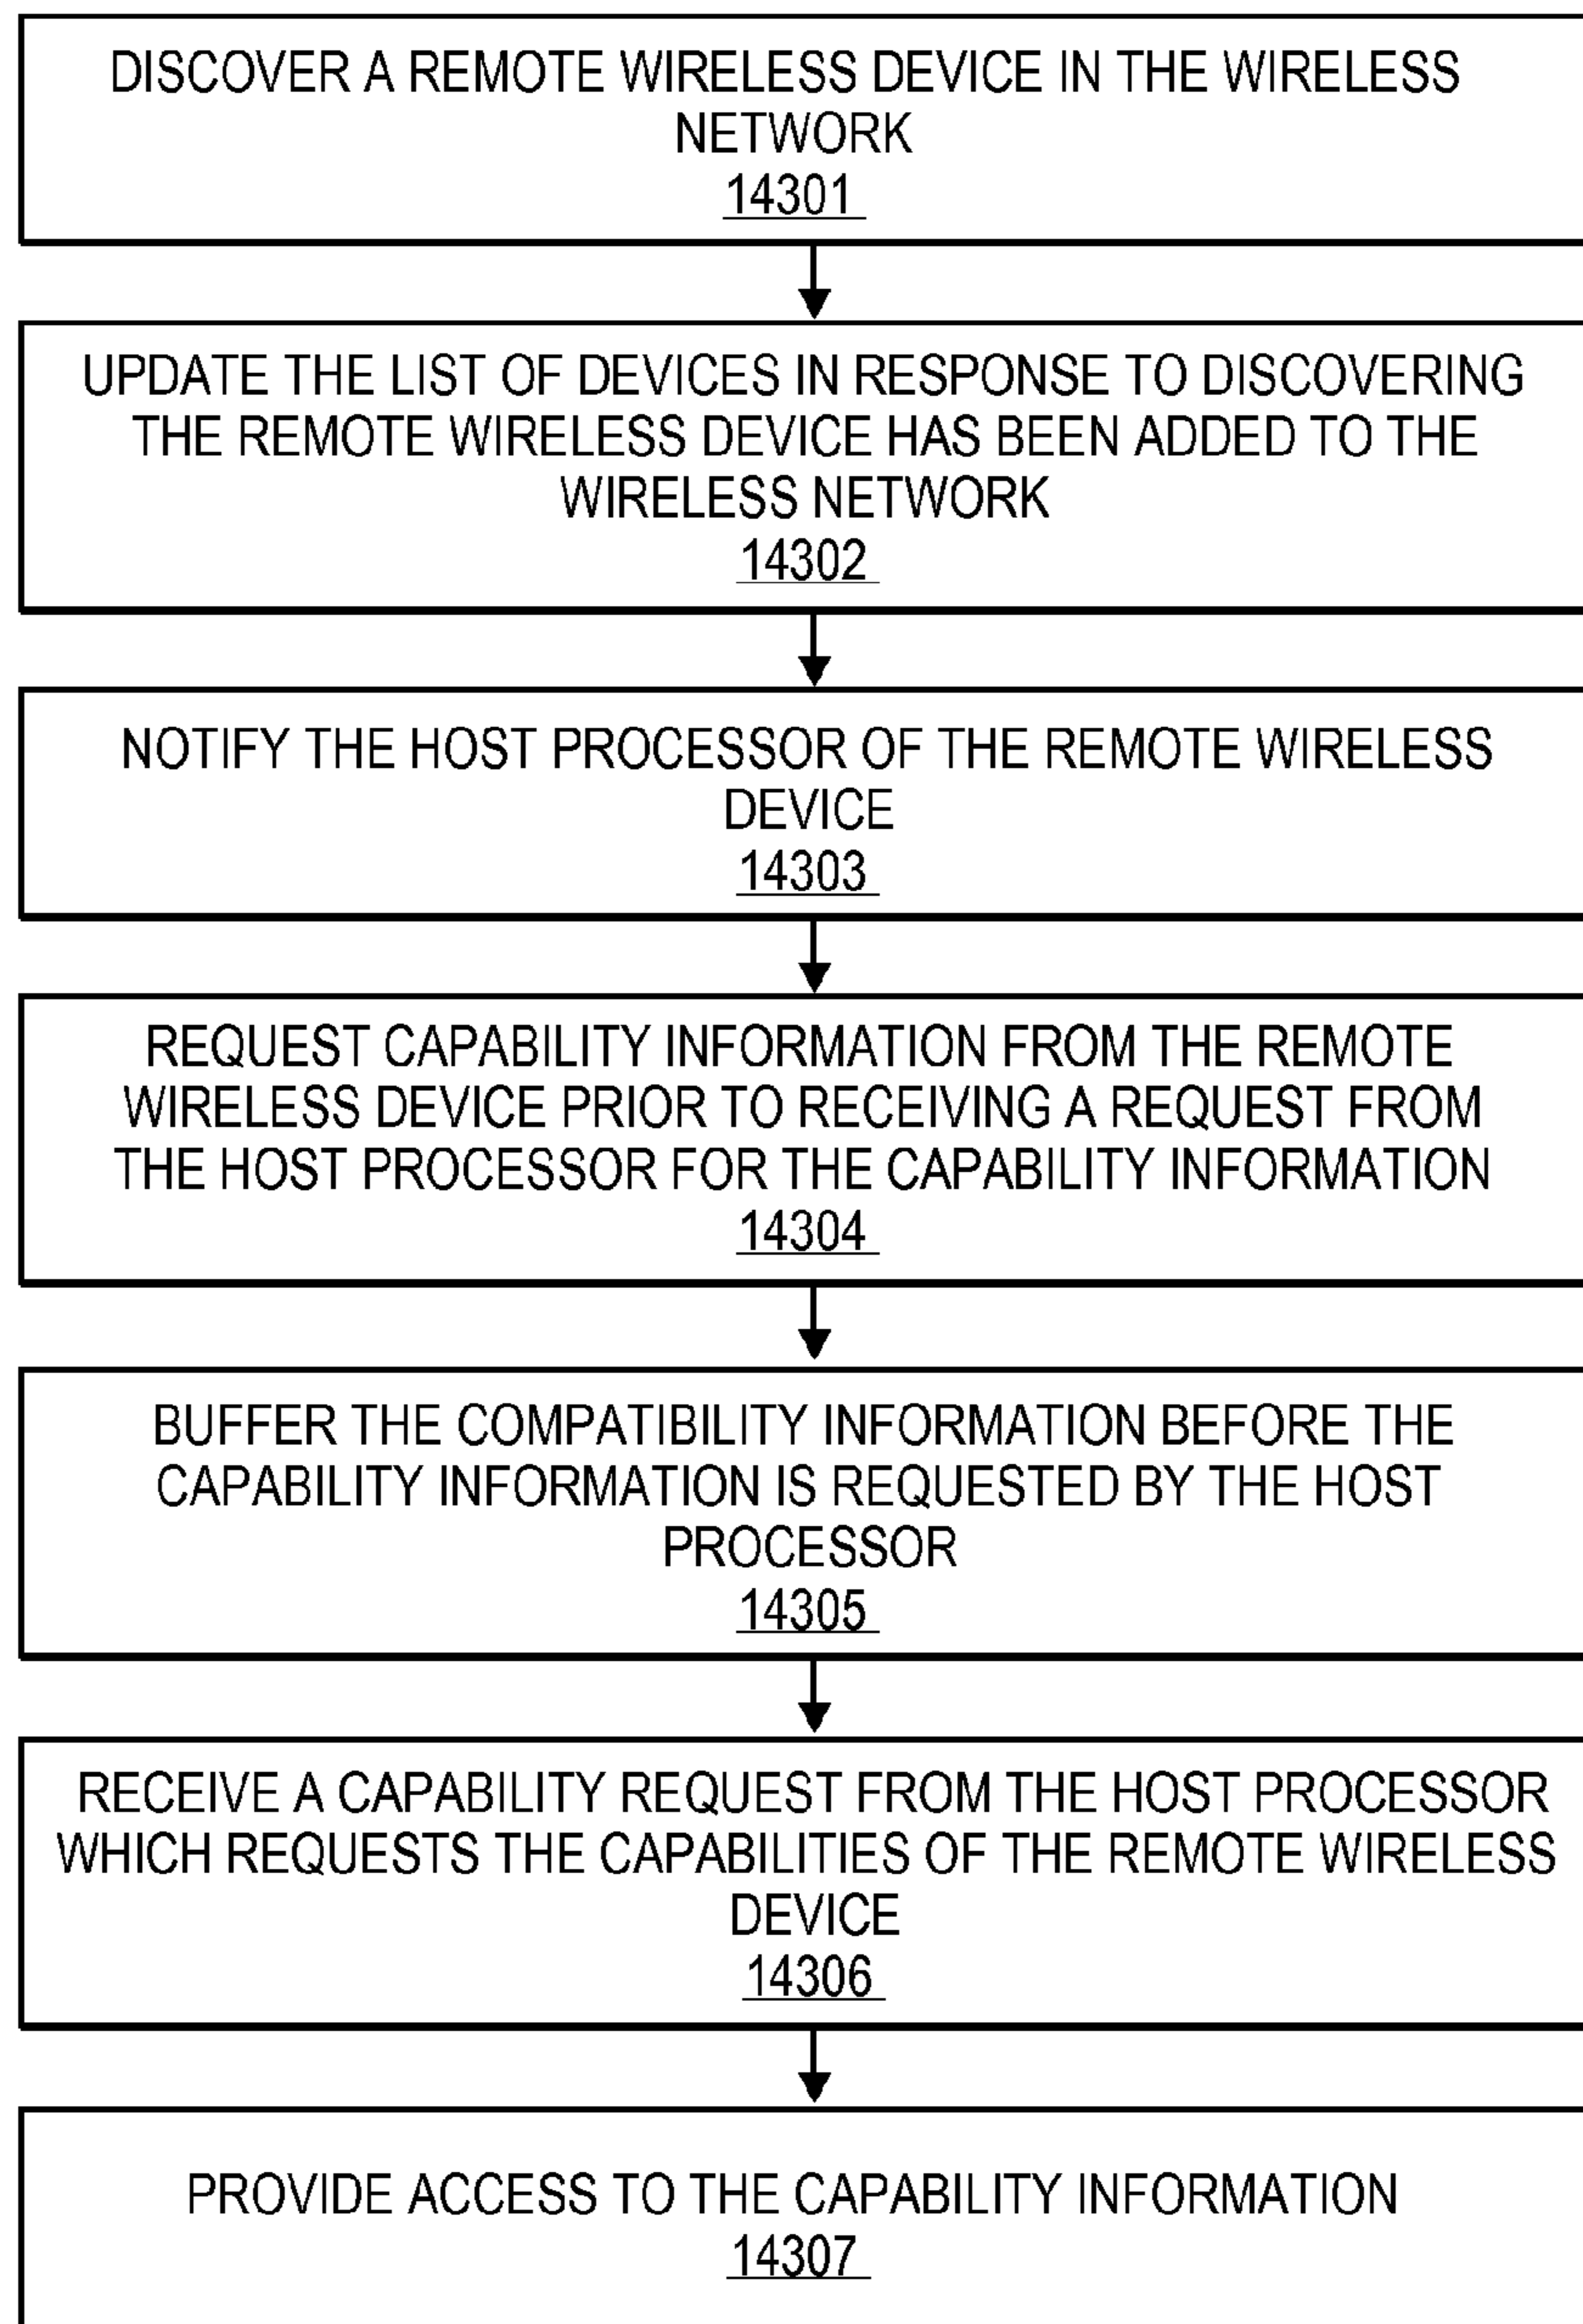 DISCOVER A REMOTE WIRELESS DEVICE IN THE WIRELESS
NETWORK
14301
UPDATE THE LIST OF DEVICES IN RESPONSE TO DISCOVERING
THE REMOTE WIRELESS DEVICE HAS BEEN ADDED TO THE
WIRELESS NETWORK
14302
NOTIFY THE HOST PROCESSOR OF THE REMOTE WIRELESS
DEVICE
14303
REQUEST CAPABILITY INFORMATION FROM THE REMOTE
WIRELESS DEVICE PRIOR TO RECEIVING A REQUEST FROM
THE HOST PROCESSOR FOR THE CAPABILITY INFORMATION
14304
BUFFER THE COMPATIBILITY INFORMATION BEFORE THE
CAPABILITY INFORMATION IS REQUESTED BY THE HOST
PROCESSOR
14305
RECEIVE A CAPABILITY REQUEST FROM THE HOST PROCESSOR
WHICH REQUESTS THE CAPABILITIES OF THE REMOTE WIRELESS
DEVICE
14306
PROVIDE ACCESS TO THE CAPABILITY INFORMATION
14307